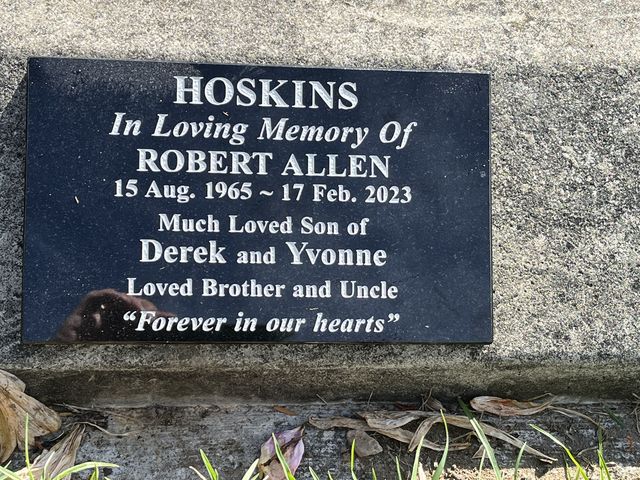 HOSKINS
In Loving Memory Of
ROBERT ALLEN
15 Aug. 1965 ~ 17 Feb. 2023
Much Loved Son of
Derek and Yvonne
Loved Brother and Uncle
“Forever in our hearts”